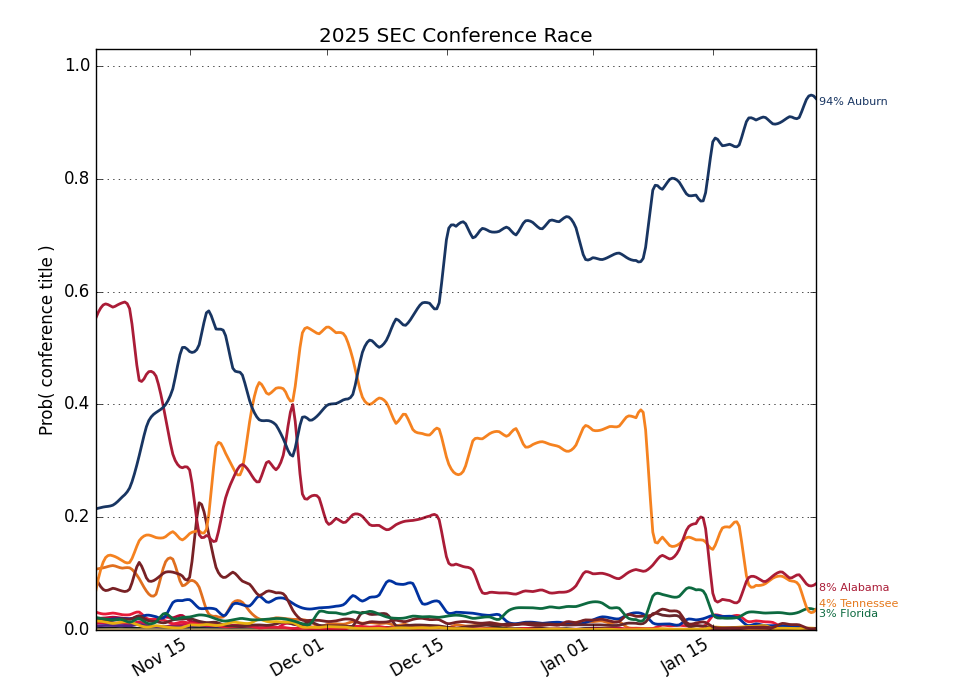 2025 SEC Conference Race
Prob( conference title )
1.0
0.8
0.6
0.4
0.2
0.0
Nov 15
Dec 01
Dec 15
Jan 01
Jan 15
94% Auburn
8% Alabama
4% Tennessee
3% Florida